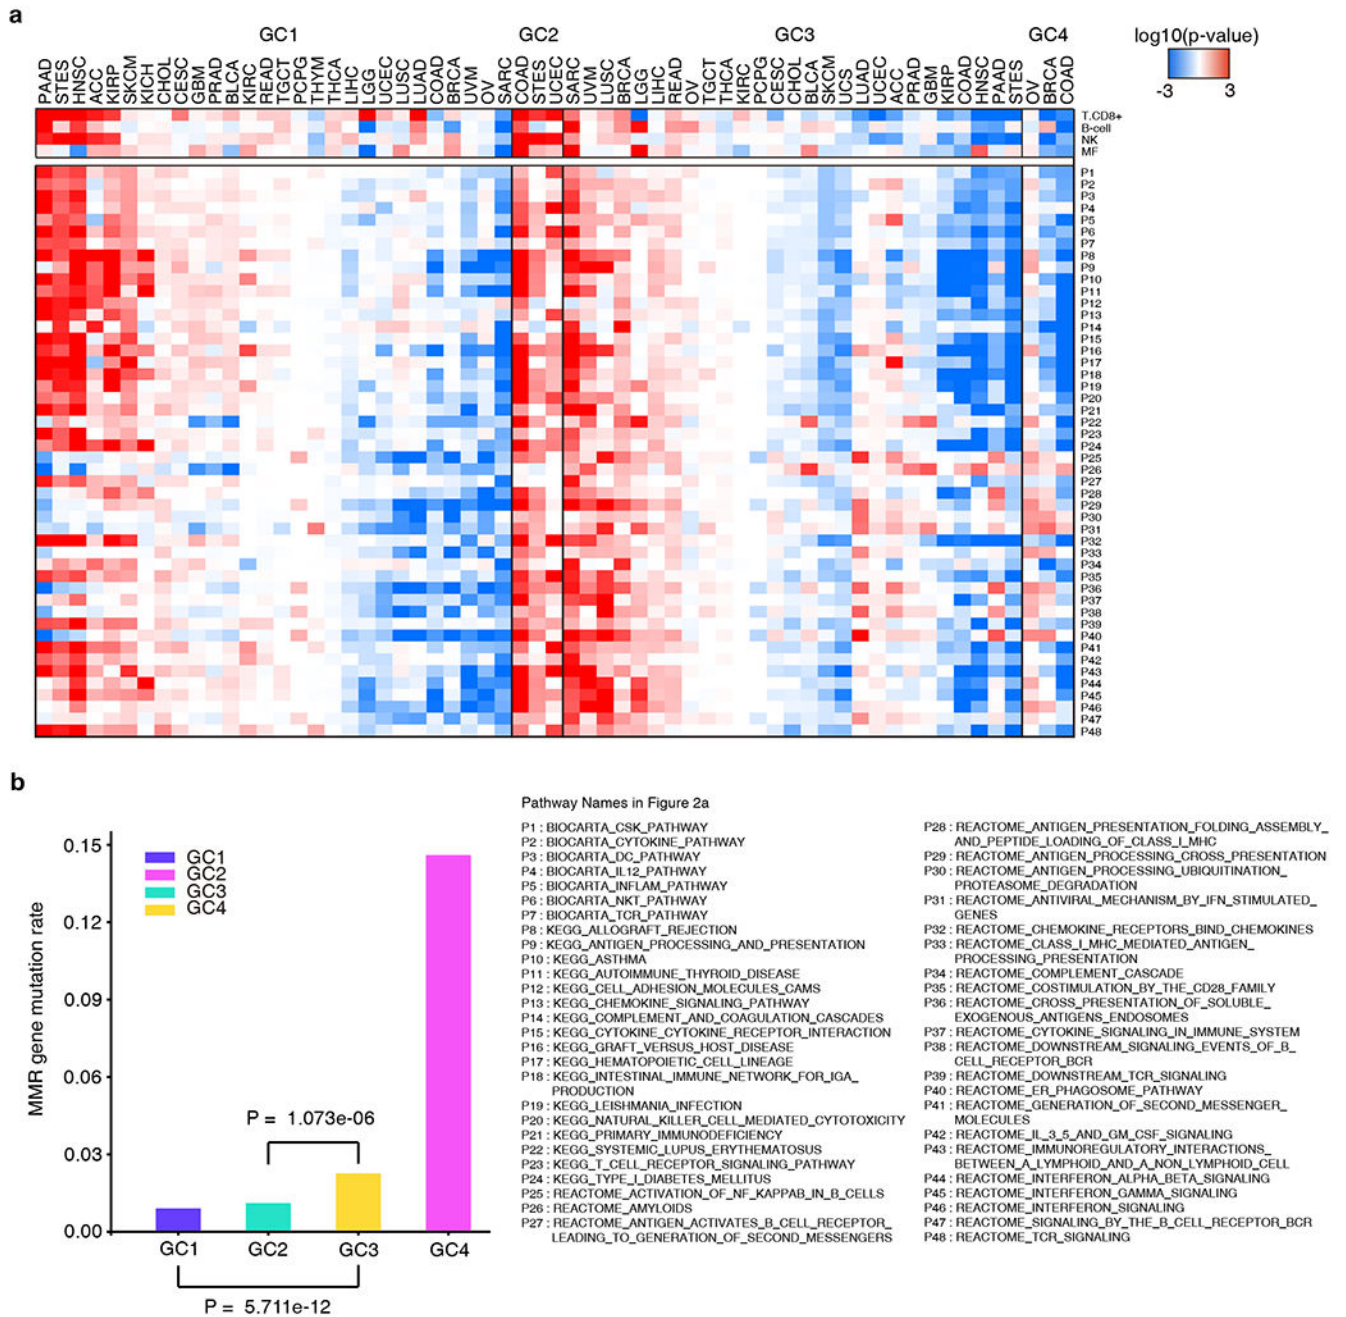 a
GC1 GC2 GC3 GC4
log10(p-value)
-3 3
PAAD STES HNSC ACC KIRP SKCM KICH CHOL CESC GBM PRAD BLCA KIRC READ TGCT PCPG THYM THCA LIHC LGG UCEC LUSC LUAD COAD BRCA UVM OV SARC COAD STES UCEC SARC UVM LUSC BRCA LGG LIHC READ OV TGCT THCA KIRC PCPG CESC CHOL BLCA SKCM UCS LUAD UCEC ACC PRAD GBM KIRP COAD HNSC PAAD STES OV BRCA COAD
T.CD8+
B-cell
NK
MF
P1
P2
P3
P4
P5
P6
P7
P8
P9
P10
P11
P12
P13
P14
P15
P16
P17
P18
P19
P20
P21
P22
P23
P24
P25
P26
P27
P28
P29
P30
P31
P32
P33
P34
P35
P36
P37
P38
P39
P40
P41
P42
P43
P44
P45
P46
P47
P48
b
MMR gene mutation rate
0.15
0.12
0.09
0.06
0.03
0.00
GC1
GC2
GC3
GC4
P = 1.073e-06
GC1 GC2 GC3 GC4
P = 5.711e-12
Pathway Names in Figure 2a
P1 : BIOCARTA_CSK_PATHWAY
P2 : BIOCARTA_CYTOKINE_PATHWAY
P3 : BIOCARTA_DC_PATHWAY
P4 : BIOCARTA_IL12_PATHWAY
P5 : BIOCARTA_INFLAM_PATHWAY
P6 : BIOCARTA_NKT_PATHWAY
P7 : BIOCARTA_TCR_PATHWAY
P8 : KEGG_ALLOGRAFT_REJECTION
P9 : KEGG_ANTIGEN_PROCESSING_AND_PRESENTATION
P10 : KEGG_ASTHMA
P11 : KEGG_AUTOIMMUNE_THYROID_DISEASE
P12 : KEGG_CELL_ADHESION_MOLECULES_CAMS
P13 : KEGG_CHEMOKINE_SIGNALING_PATHWAY
P14 : KEGG_COMPLEMENT_AND_COAGULATION_CASCADES
P15 : KEGG_CYTOKINE_CYTOKINE_RECEPTOR_INTERACTION
P16 : KEGG_GRAFT_VERSUS_HOST_DISEASE
P17 : KEGG_HEMATOPOIETIC_CELL_LINEAGE
P18 : KEGG_INTESTINAL_IMMUNE_NETWORK_FOR_IGA_
PRODUCTION
P19 : KEGG_LEISHMANIA_INFECTION
P20 : KEGG_NATURAL_KILLER_CELL_MEDIATED_CYTOTOXICITY
P21 : KEGG_PRIMARY_IMMUNODEFICIENCY
P22 : KEGG_SYSTEMIC_LUPUS_ERYTHEMATOSUS
P23 : KEGG_T_CELL_RECEPTOR_SIGNALING_PATHWAY
P24 : KEGG_TYPE_I_DIABETES_MELLITUS
P25 : REACTOME_ACTIVATION_OF_NF_KAPPAB_IN_B_CELLS
P26 : REACTOME_AMYLOIDS
P27 : REACTOME_ANTIGEN_ACTIVATES_B_CELL_RECEPTOR_
LEADING_TO_GENERATION_OF_SECOND_MESSENGERS
P28 : REACTOME_ANTIGEN_PRESENTATION_FOLDING_ASSEMBLY_
AND_PEPTIDE_LOADING_OF_CLASS_I_MHC
P29 : REACTOME_ANTIGEN_PROCESSING_CROSS_PRESENTATION
P30 : REACTOME_ANTIGEN_PROCESSING_UBIQUITINATION_
PROTEASOME_DEGRADATION
P31 : REACTOME_ANTIVIRAL_MECHANISM_BY_IFN_STIMULATED_
GENES
P32 : REACTOME_CHEMOKINE_RECEPTORS_BIND_CHEMOKINES
P33 : REACTOME_CLASS_I_MHC_MEDIATED_ANTIGEN_
PROCESSING_PRESENTATION
P34 : REACTOME_COMPLEMENT_CASCADE
P35 : REACTOME_COSTIMULATION_BY_THE_CD28_FAMILY
P36 : REACTOME_CROSS_PRESENTATION_OF_SOLUBLE_
EXOGENOUS_ANTIGENS_ENDOSOMES
P37 : REACTOME_CYTOKINE_SIGNALING_IN_IMMUNE_SYSTEM
P38 : REACTOME_DOWNSTREAM_SIGNALING_EVENTS_OF_B_
CELL_RECEPTOR_BCR
P39 : REACTOME_DOWNSTREAM_TCR_SIGNALING
P40 : REACTOME_ER_PHAGOSOME_PATHWAY
P41 : REACTOME_GENERATION_OF_SECOND_MESSENGER_
MOLECULES
P42 : REACTOME_IL_3_5_AND_GM_CSF_SIGNALING
P43 : REACTOME_IMMUNOREGULATORY_INTERACTIONS_
BETWEEN_A_LYMPHOID_AND_A_NON_LYMPHOID_CELL
P44 : REACTOME_INTERFERON_ALPHA_BETA_SIGNALING
P45 : REACTOME_INTERFERON_GAMMA_SIGNALING
P46 : REACTOME_INTERFERON_SIGNALING
P47 : REACTOME_SIGNALING_BY_THE_B_CELL_RECEPTOR_BCR
P48 : REACTOME_TCR_SIGNALING